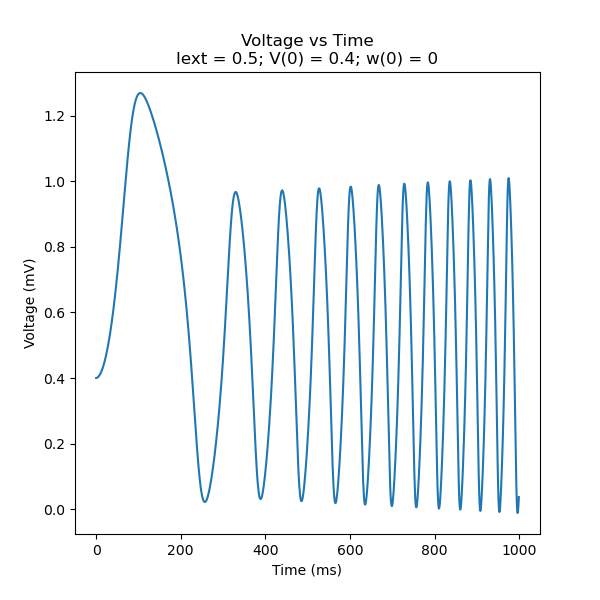 Voltage vs Time
Iext = 0.5; V(0) = 0.4; w(0) = 0
1.2
1.0
0.8
0.6
0.4
0.2
0.0
Voltage (mV)
0 200 400 600 800 1000
Time (ms)